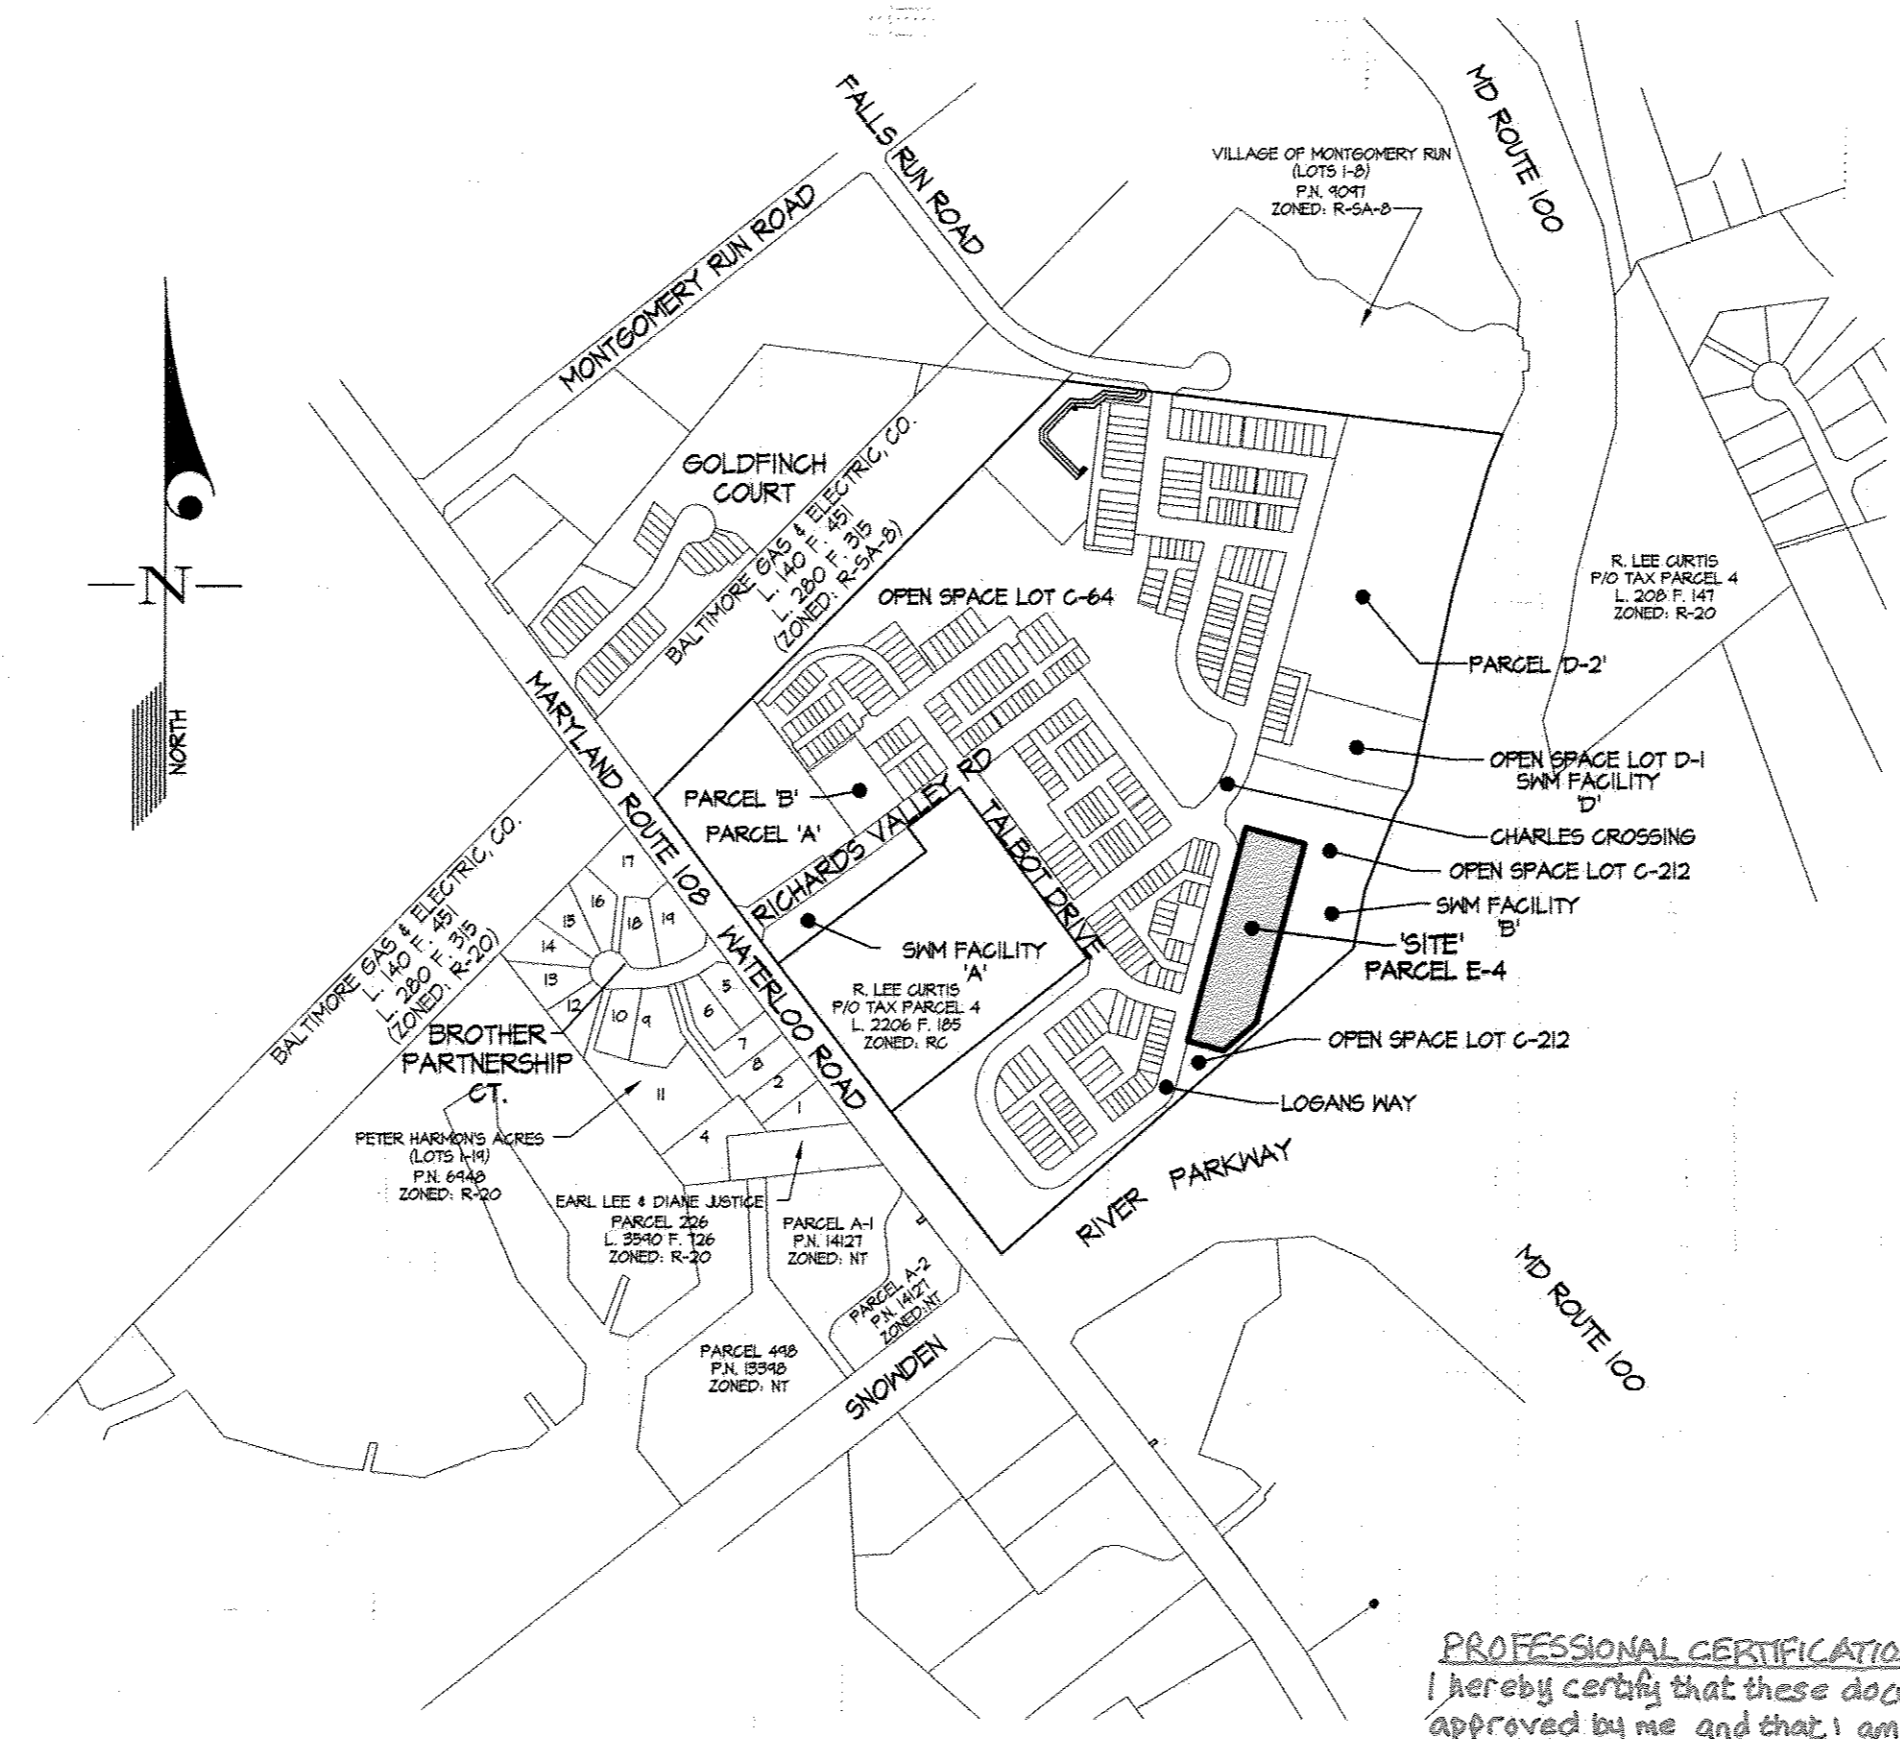 FALLS RUN ROAD
MD ROUTE 100
VILLAGE OF MONTGOMERY RUN
(LOTS 1-8)
P.N. 9097
ZONED: R-SA-8
MONTGOMERY RUN ROAD
GOLDFINCH
COURT
BALTIMORE GAS & ELECTRIC, CO.
L. 140 F. 451
L. 280 F. 315
(ZONED: R-SA-8)
N
NORTH
OPEN SPACE LOT C-64
R. LEE CURTIS
P/O TAX PARCEL 4
L. 208 F. 147
ZONED: R-20
PARCEL 'D-2'
MARYLAND ROUTE 108
OPEN SPACE LOT D-1
SWM FACILITY
'D'
PARCEL 'B'
PARCEL 'A'
RICHARDS VALLEY RD
TALBOT DRIVE
CHARLES CROSSING
OPEN SPACE LOT C-212
SWM FACILITY
'B'
'SITE'
PARCEL E-4
SWM FACILITY
'A'
R. LEE CURTIS
P/O TAX PARCEL 4
L. 2206 F. 185
ZONED: RC
WATERLOO ROAD
BALTIMORE GAS & ELECTRIC, CO.
L. 140 F. 451
L. 280 F. 315
(ZONED: R-20)
17
16
15
18
19
14
13
12
10
9
5
6
7
8
2
1
11
4
BROTHER
PARTNERSHIP
CT.
OPEN SPACE LOT C-212
LOGANS WAY
PETER HARMON'S ACRES
(LOTS 1-19)
P.N. 6948
ZONED: R-20
RIVER PARKWAY
EARL LEE & DIANE JUSTICE
PARCEL 226
L. 3590 F. 726
ZONED: R-20
PARCEL A-1
P.N. 14127
ZONED: NT
PARCEL A-2
P.N. 14127
ZONED: NT
MD ROUTE 100
PARCEL 498
P.N. 13398
ZONED: NT
SNOWDEN
PROFESSIONAL CERTIFICATIO
I hereby certify that these doc
approved by me and that I am